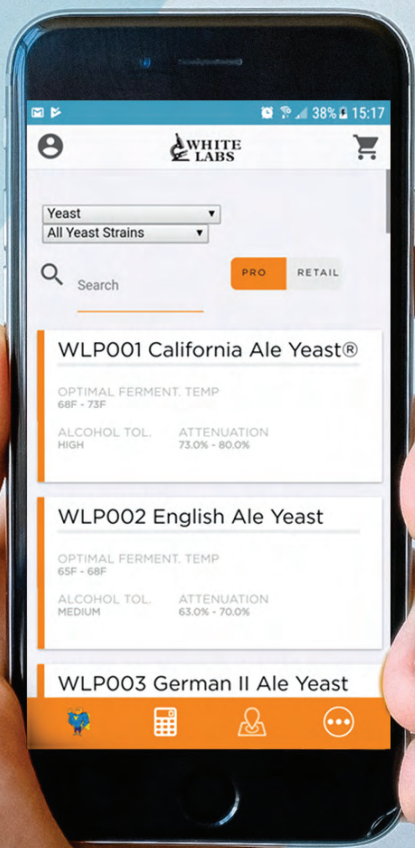 38% 15:17
WHITE
LABS
Yeast
All Yeast Strains
Search
PRO RETAIL
WLP001 California Ale Yeast®
OPTIMAL FERMENT. TEMP
68F - 73F
ALCOHOL TOL. ATTENUATION
HIGH 73.0% - 80.0%
WLP002 English Ale Yeast
OPTIMAL FERMENT. TEMP
65F - 68F
ALCOHOL TOL. ATTENUATION
MEDIUM 63.0% - 70.0%
WLP003 German II Ale Yeast